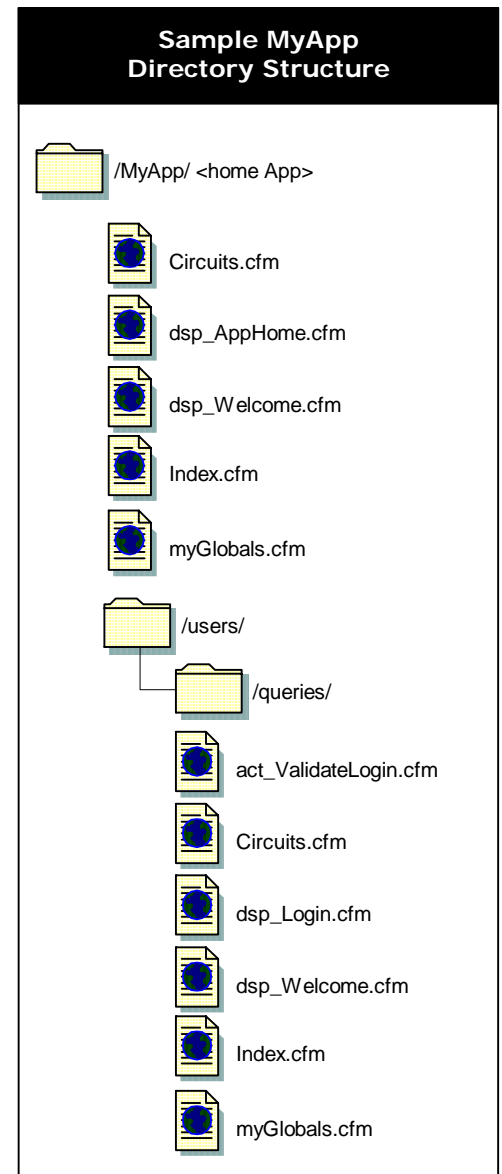 Sample MyApp
Directory Structure
/MyApp/ <home App>
Circuits.cfm
dsp_AppHome.cfm
dsp_Welcome.cfm
Index.cfm
myGlobals.cfm
/users/
/queries/
act_ValidateLogin.cfm
Circuits.cfm
dsp_Login.cfm
dsp_Welcome.cfm
Index.cfm
myGlobals.cfm